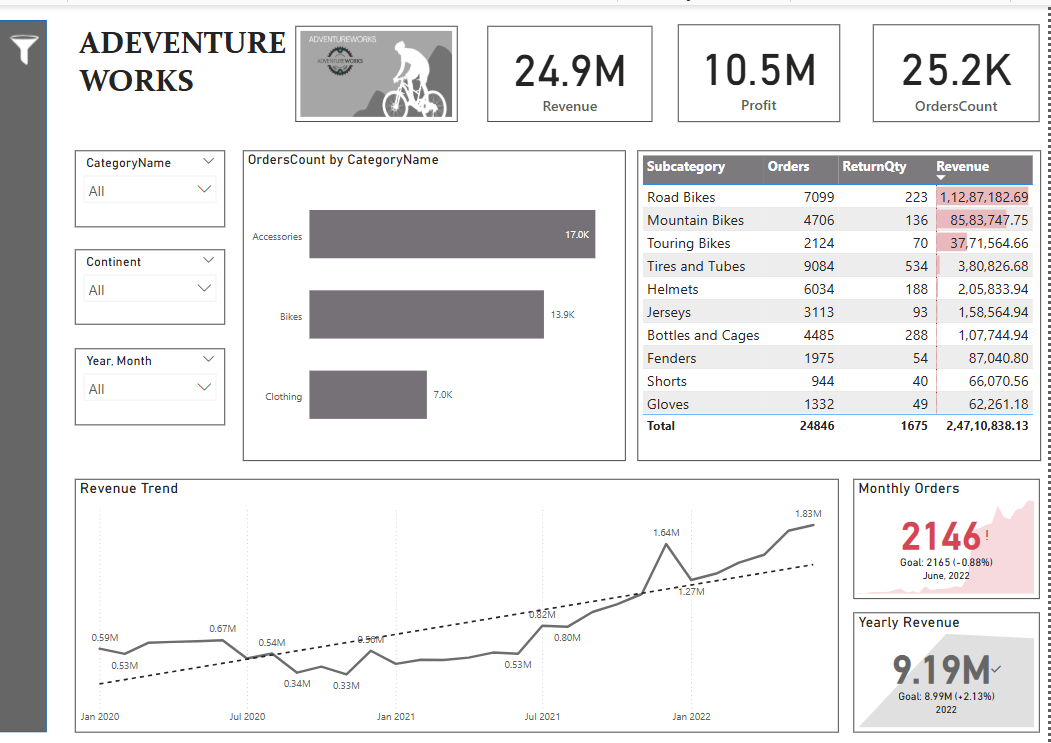 ADEVENTURE
WORKS
ADVENTUREWORKS
ADVENTUREWORKS
24.9M
Revenue
10.5M
Profit
25.2K
OrdersCount
CategoryName
All
Continent
All
Year, Month
All
OrdersCount by CategoryName
Accessories 17.0K
Bikes 13.9K
Clothing 7.0K
Subcategory Orders ReturnQty Revenue
Road Bikes 7099 223 1,12,87,182.69
Mountain Bikes 4706 136 85,83,747.75
Touring Bikes 2124 70 37,71,564.66
Tires and Tubes 9084 534 3,80,826.68
Helmets 6034 188 2,05,833.94
Jerseys 3113 93 1,58,564.94
Bottles and Cages 4485 288 1,07,744.94
Fenders 1975 54 87,040.80
Shorts 944 40 66,070.56
Gloves 1332 49 62,261.18
Total 24846 1675 2,47,10,838.13
Revenue Trend
0.59M
0.53M
0.67M
0.54M
0.34M
0.33M
0.56M
0.53M
0.82M
0.80M
1.64M
1.27M
1.83M
Jan 2020 Jul 2020 Jan 2021 Jul 2021 Jan 2022
Monthly Orders
2146!
Goal: 2165 (-0.88%)
June, 2022
Yearly Revenue
9.19M
Goal: 8.99M (+2.13%)
2022